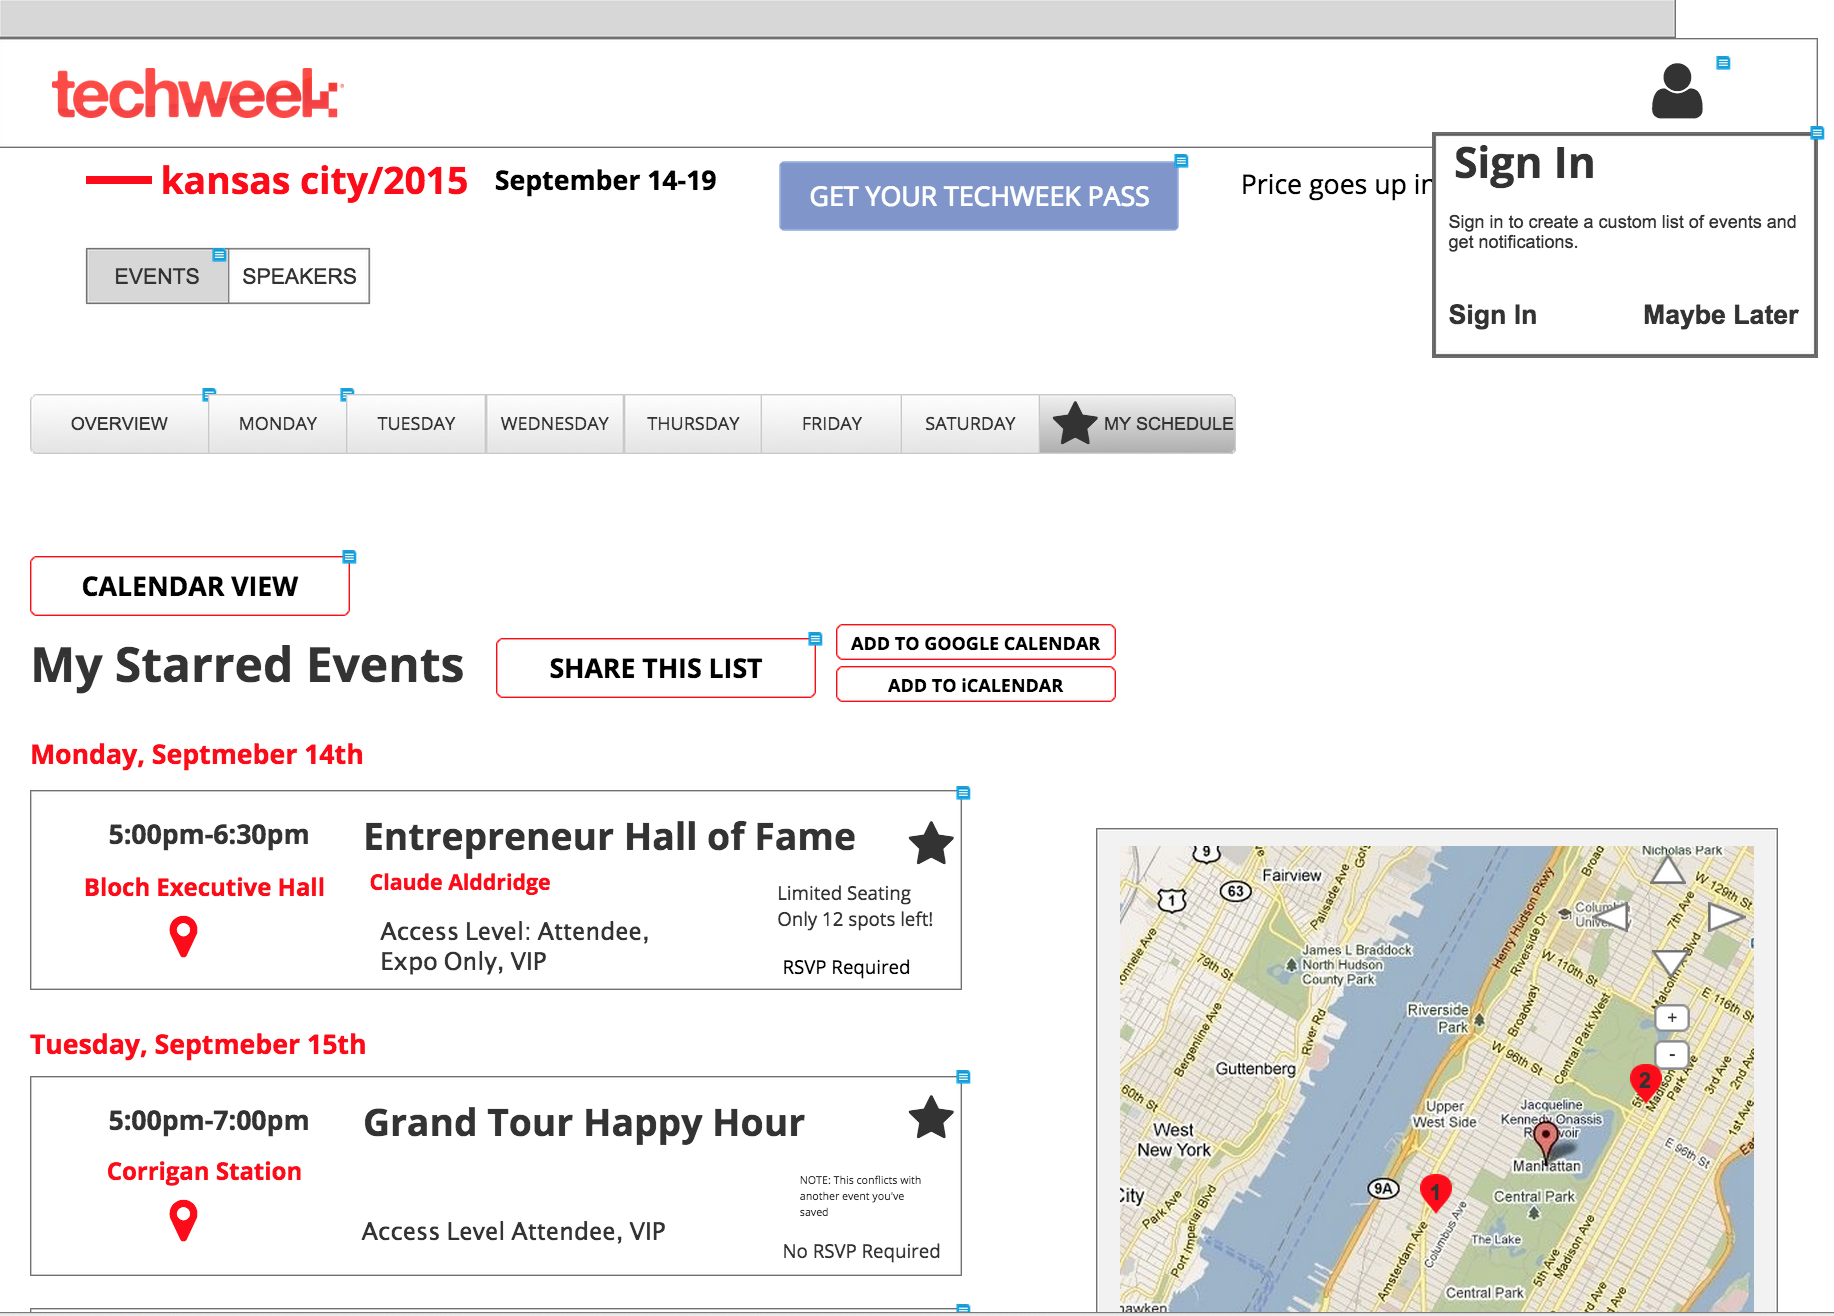 techweek
Sign In
Sign in to create a custom list of events and
get notifications.
Sign In Maybe Later
kansas city/2015 September 14-19
GET YOUR TECHWEEK PASS
Price goes up in
EVENTS SPEAKERS
OVERVIEW MONDAY TUESDAY WEDNESDAY THURSDAY FRIDAY SATURDAY MY SCHEDULE
CALENDAR VIEW
My Starred Events
SHARE THIS LIST
ADD TO GOOGLE CALENDAR
ADD TO iCALENDAR
Monday, Septmeber 14th
5:00pm-6:30pm
Bloch Executive Hall
Entrepreneur Hall of Fame
Claude Alddridge
Access Level: Attendee,
Expo Only, VIP
Limited Seating
Only 12 spots left!
RSVP Required
Tuesday, Septmeber 15th
5:00pm-7:00pm
Corrigan Station
Grand Tour Happy Hour
Access Level Attendee, VIP
NOTE: This conflicts with
another event you've
saved
No RSVP Required
9
Nicholas Park
Fairview
63
1
Palisade Ave
Broad
W 129th St
7th Ave
Henry Hudson Pkwy
Riverside Dr
James L Braddock
North Hudson
County Park
79th St
W 110th St
E 116th St
Riverside
Park
Broadway
Central Park West
River Rd
Bergenline Ave
+
-
Guttenberg
W 96th St
Park Ave
3rd Ave
2nd Ave
2
60th St
Upper
West Side
Jacqueline
Kennedy Onassis
1st Ave
West
New York
Manhattan
E 96th St
9A
1
Central Park
City
Park Ave
Port Imperial Blvd
Columbus Ave
Amsterdam Ave
The Lake
Madison Ave
5th Ave
Central Park